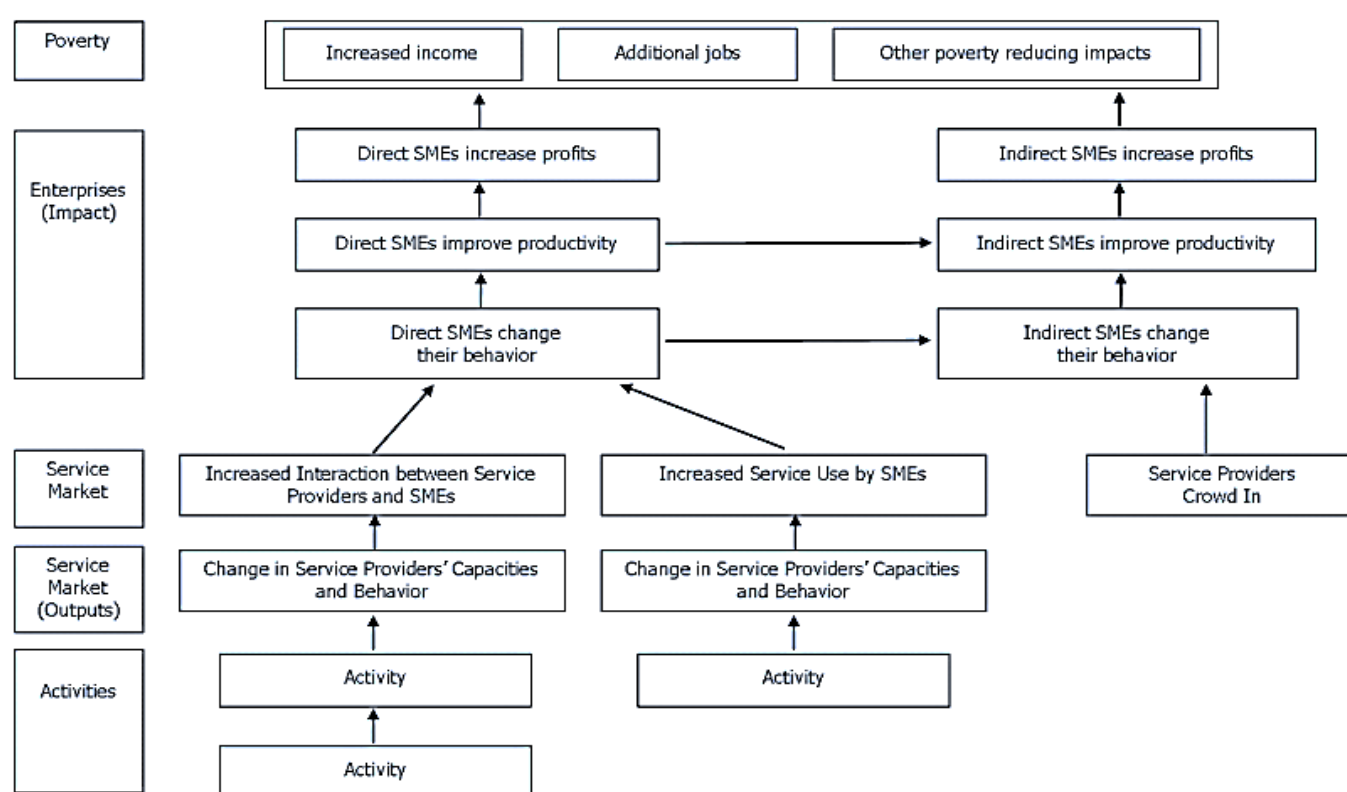 Poverty
Increased income
Additional jobs
Other poverty reducing impacts
Enterprises
(Impact)
Direct SMEs increase profits
Indirect SMEs increase profits
Direct SMEs improve productivity
Indirect SMEs improve productivity
Direct SMEs change
their behavior
Indirect SMEs change
their behavior
Service
Market
Increased Interaction between Service
Providers and SMEs
Increased Service Use by SMEs
Service Providers
Crowd In
Service
Market
(Outputs)
Change in Service Providers' Capacities
and Behavior
Change in Service Providers' Capacities
and Behavior
Activities
Activity
Activity
Activity